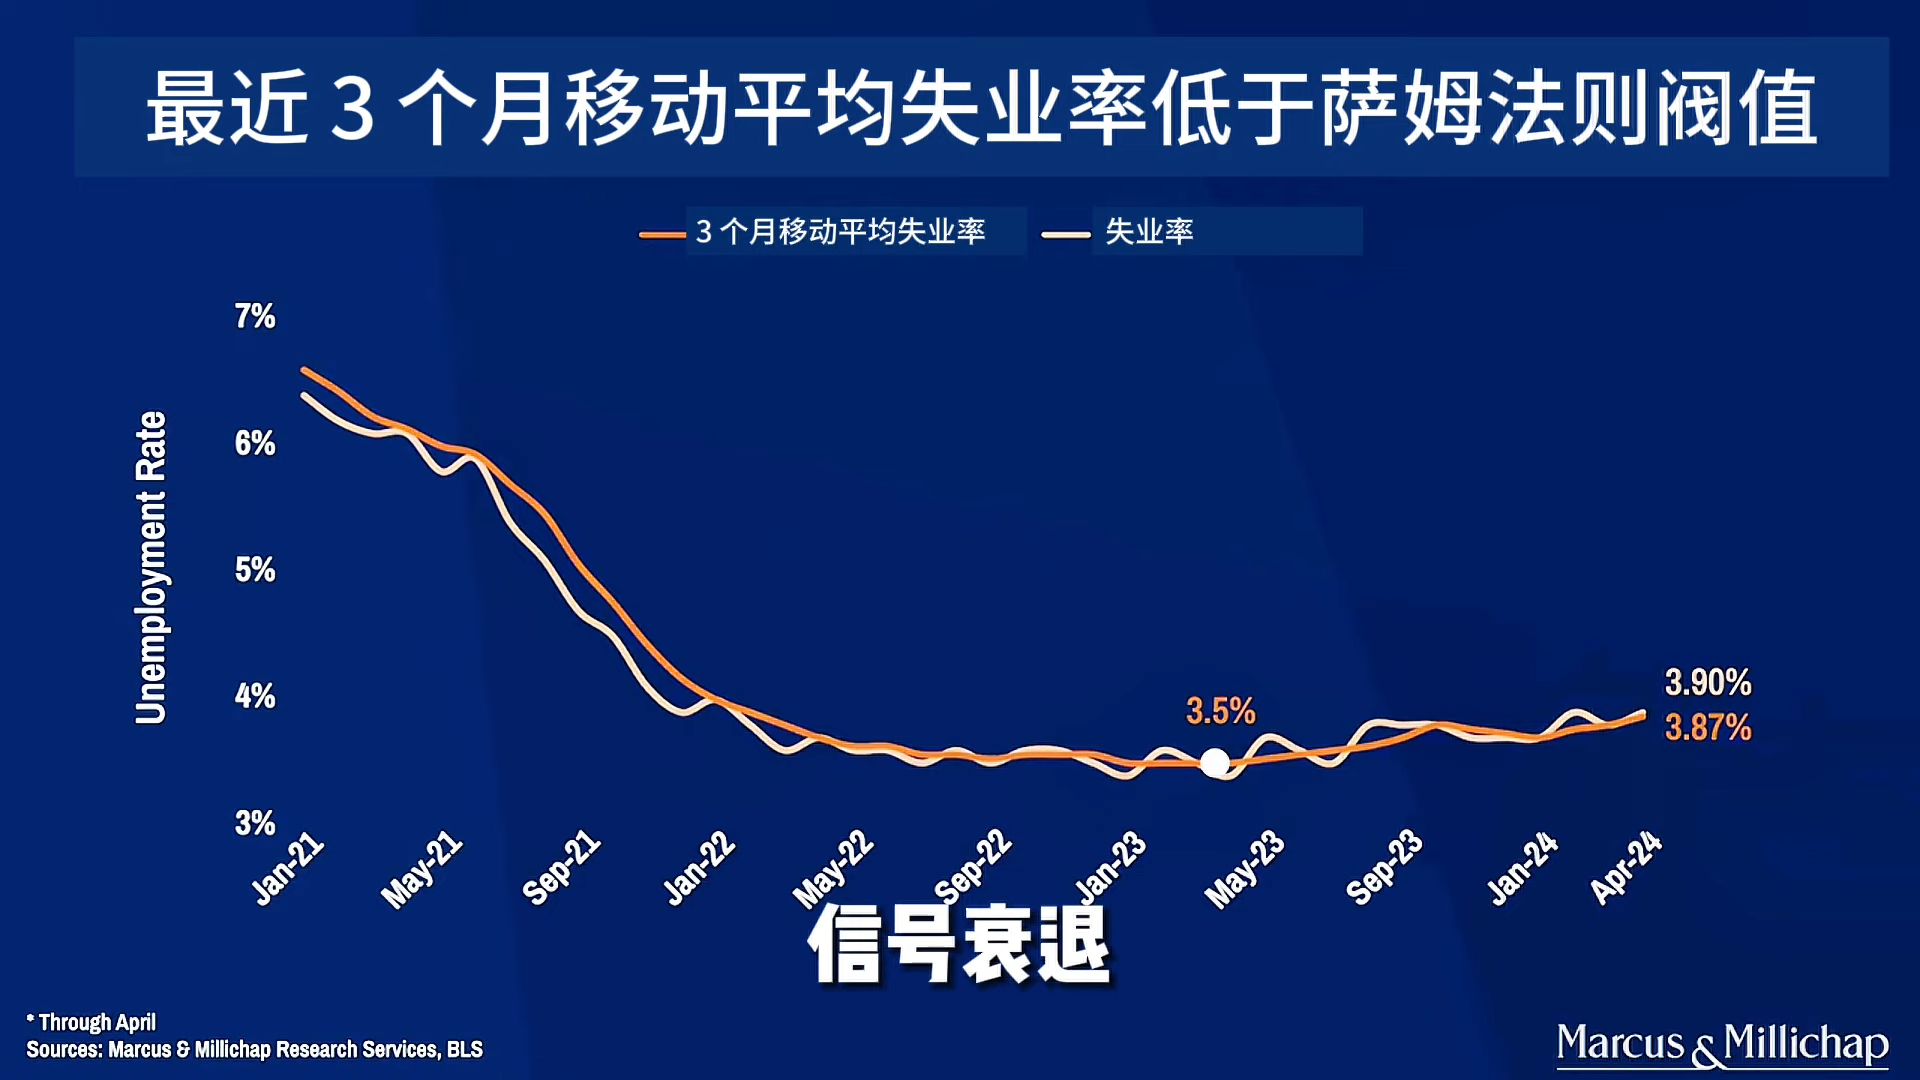 最近 3 个月移动平均失业率低于萨姆法则阀值
3 个月移动平均失业率
失业率
7%
6%
5%
4%
3%
Unemployment Rate
3.5%
3.90%
3.87%
Jan-21
May-21
Sep-21
Jan-22
May-22
Sep-22
Jan-23
May-23
Sep-23
Jan-24
Apr-24
信号衰退
* Through April
Sources: Marcus & Millichap Research Services, BLS
Marcus & Millichap